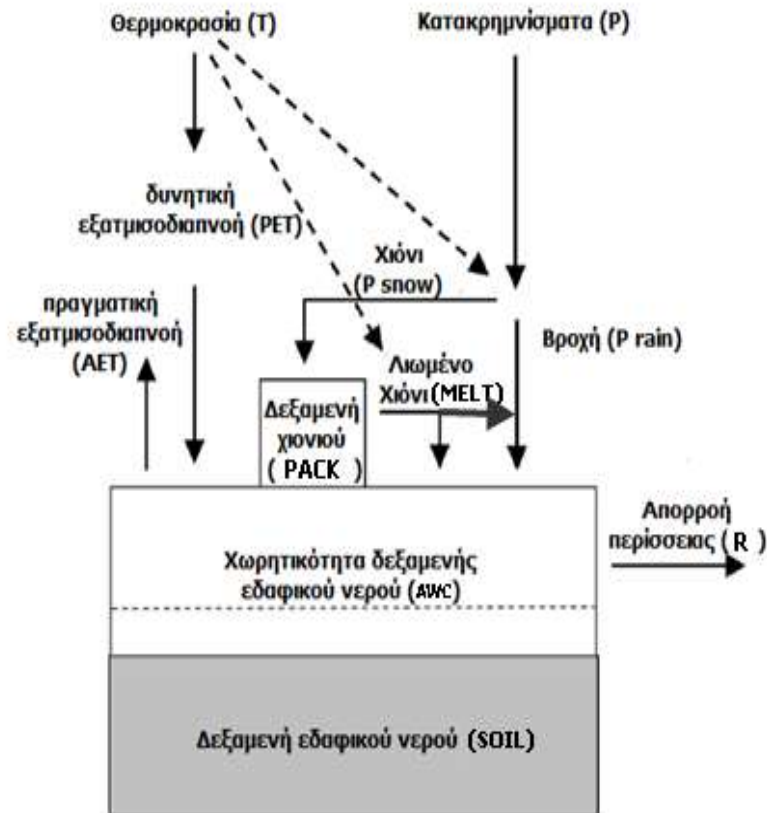 Θερμοκρασία (Τ)
Κατακρημνίσματα (Ρ)
δυνητική
εξατμισοδιαπνοή (PET)
Χιόνι
(P snow)
πραγματική
εξατμισοδιαπνοή
(AET)
Βροχή (P rain)
Λιωμένο
Χιόνι(MELT)
Δεξαμενή
χιονιού
( PACK )
Απορροή
περίσσειας ( R )
Χωρητικότητα δεξαμενής
εδαφικού νερού (AWC)
Δεξαμενή εδαφικού νερού (SOIL)